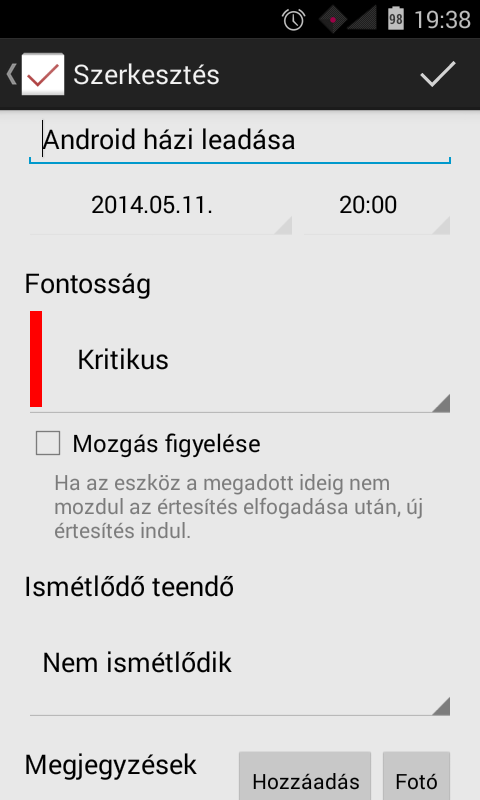 98 19:38
Szerkesztés
Android házi leadása
2014.05.11. 20:00
Fontosság
Kritikus
Mozgás figyelése
Ha az eszköz a megadott ideig nem
mozdul az értesítés elfogadása után, új
értesítés indul.
Ismétlődő teendő
Nem ismétlődik
Megjegyzések Hozzáadás Fotó